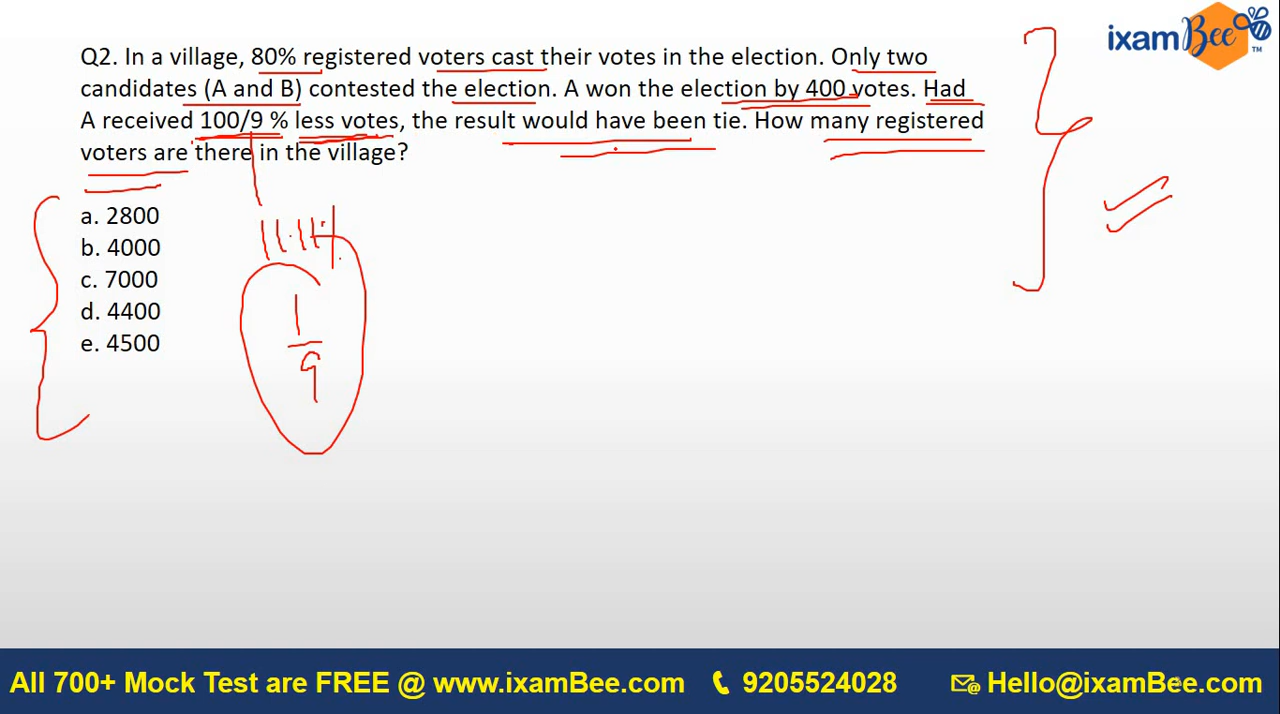 ixamBee
TM
Q2. In a village, 80% registered voters cast their votes in the election. Only two
candidates (A and B) contested the election. A won the election by 400 votes. Had
A received 100/9 % less votes, the result would have been tie. How many registered
voters are there in the village?
a. 2800
b. 4000
c. 7000
d. 4400
e. 4500
11.11%
1
9
All 700+ Mock Test are FREE @ www.ixamBee.com
9205524028
Hello@ixamBee.com